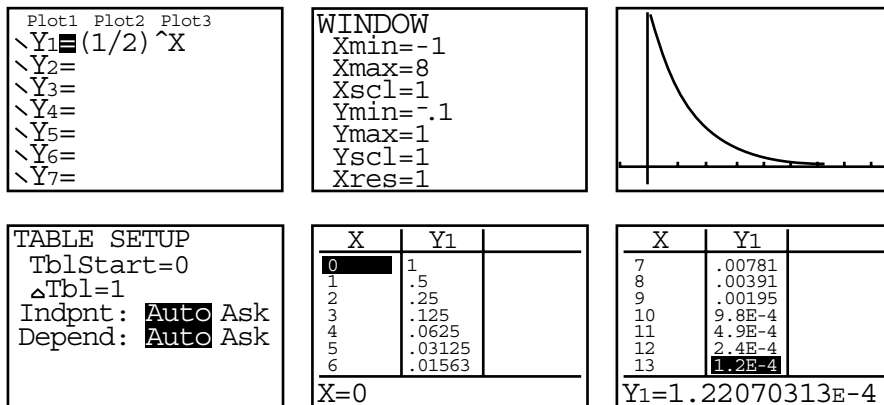 Plot1 Plot2 Plot3
\Y1=(1/2)^X
\Y2=
\Y3=
\Y4=
\Y5=
\Y6=
\Y7=
WINDOW
Xmin=-1
Xmax=8
Xscl=1
Ymin=-.1
Ymax=1
Yscl=1
Xres=1
TABLE SETUP
TblStart=0
△Tbl=1
Indpnt: Auto Ask
Depend: Auto Ask
X Y1
0 1
1 .5
2 .25
3 .125
4 .0625
5 .03125
6 .01563
X=0
X Y1
7 .00781
8 .00391
9 .00195
10 9.8E-4
11 4.9E-4
12 2.4E-4
13 1.2E-4
Y1=1.22070313E-4